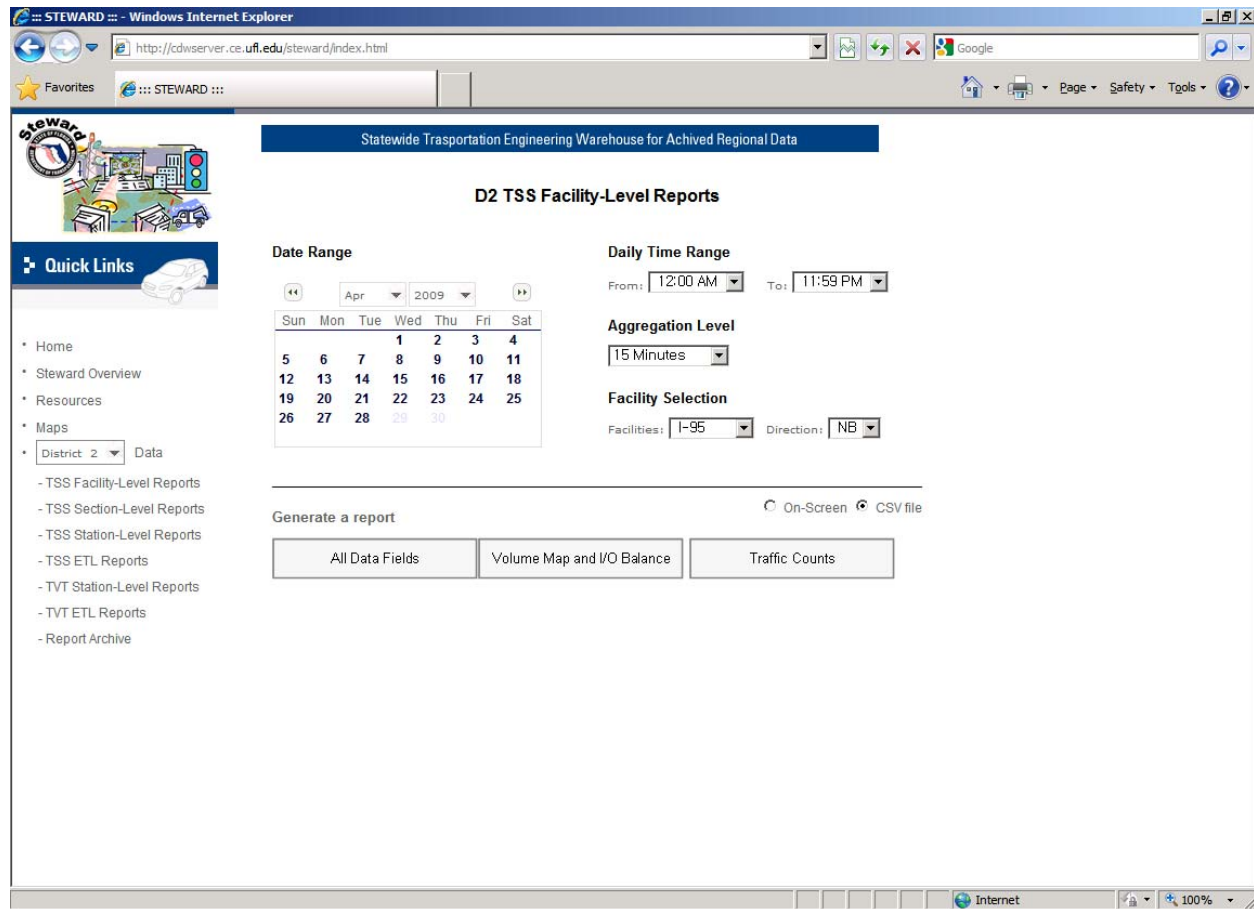 ::: STEWARD ::: - Windows Internet Explorer
http://cdwserver.ce.ufl.edu/steward/index.html
Google
Favorites
::: STEWARD :::
Page
Safety
Tools
Steward
Statewide Trasportation Engineering Warehouse for Achived Regional Data
D2 TSS Facility-Level Reports
Quick Links
Home
Steward Overview
Resources
Maps
District 2 Data
- TSS Facility-Level Reports
- TSS Section-Level Reports
- TSS Station-Level Reports
- TSS ETL Reports
- TVT Station-Level Reports
- TVT ETL Reports
- Report Archive
Date Range
Apr 2009
Sun Mon Tue Wed Thu Fri Sat
1 2 3 4
5 6 7 8 9 10 11
12 13 14 15 16 17 18
19 20 21 22 23 24 25
26 27 28 29 30
Daily Time Range
From: 12:00 AM To: 11:59 PM
Aggregation Level
15 Minutes
Facility Selection
Facilities: I-95 Direction: NB
Generate a report
On-Screen CSV file
All Data Fields Volume Map and I/O Balance Traffic Counts
Internet
100%